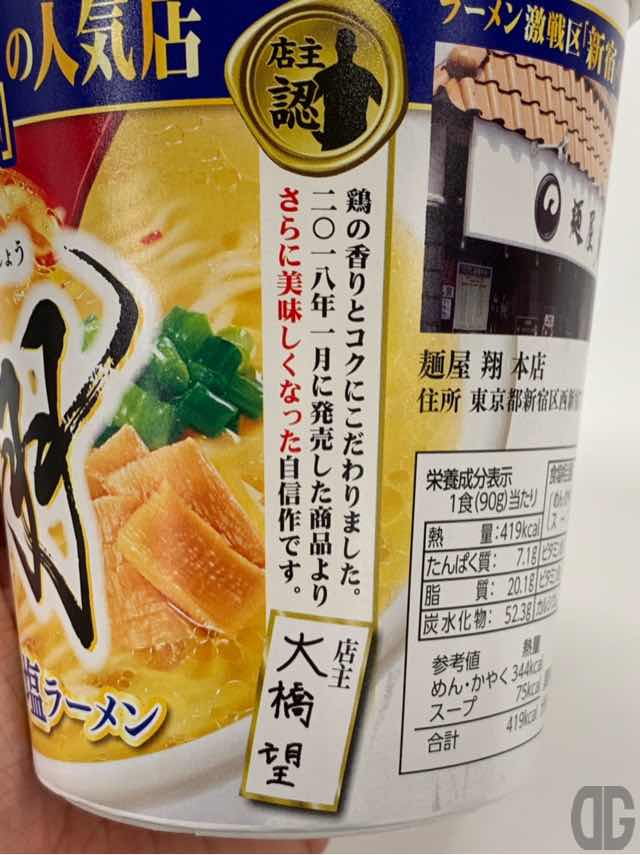 の人気店
ラーメン激戦区「新宿
店主
認
鶏の香りとコクにこだわりました。
二〇一八年一月に発売した商品より
さらに美味しくなった自信作です。
店主
大橋 望
塩ラーメン
麺屋
麺屋 翔 本店
住所 東京都新宿区西新
栄養成分表示
1食(90g)当たり
熱量:419kcal
たんぱく質: 7.1g
脂質: 20.1g
炭水化物: 52.3g
参考値
熱量
めん・かやく 344kcal
スープ 75kcal
合計 419kcal
DG